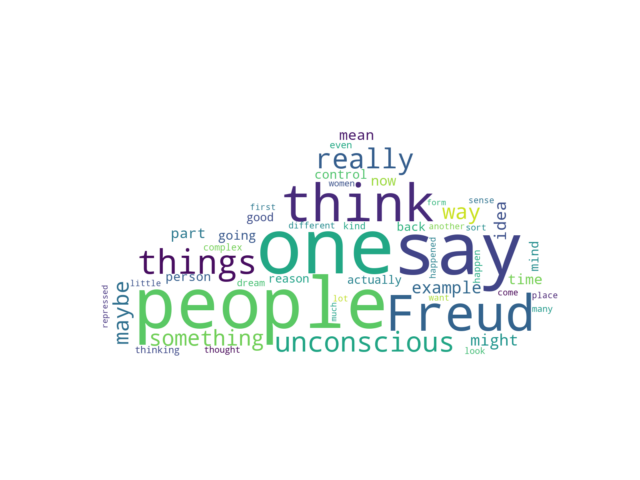 mean
even
really
control
women
now
think
form
sense
first
good
way
idea
different
kind
back
another
sort
part
going
one
say
complex
things
happened
happen
mind
person
reason
actually
time
little
dream
example
people
lot
want
come
place
repressed
maybe
much
Freud
many
something
unconscious
might
thinking
thought
look